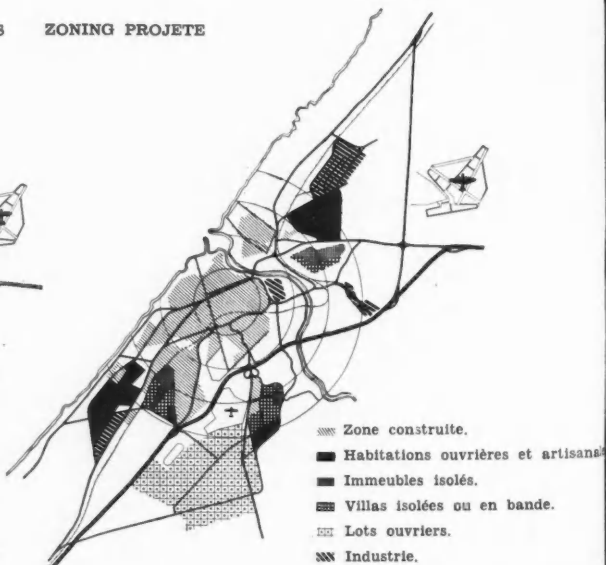 ZONING PROJETE
Zone construite.
Habitations ouvrières et artisana
Immeubles isolés.
Villas isolées ou en bande.
Lots ouvriers.
Industrie.